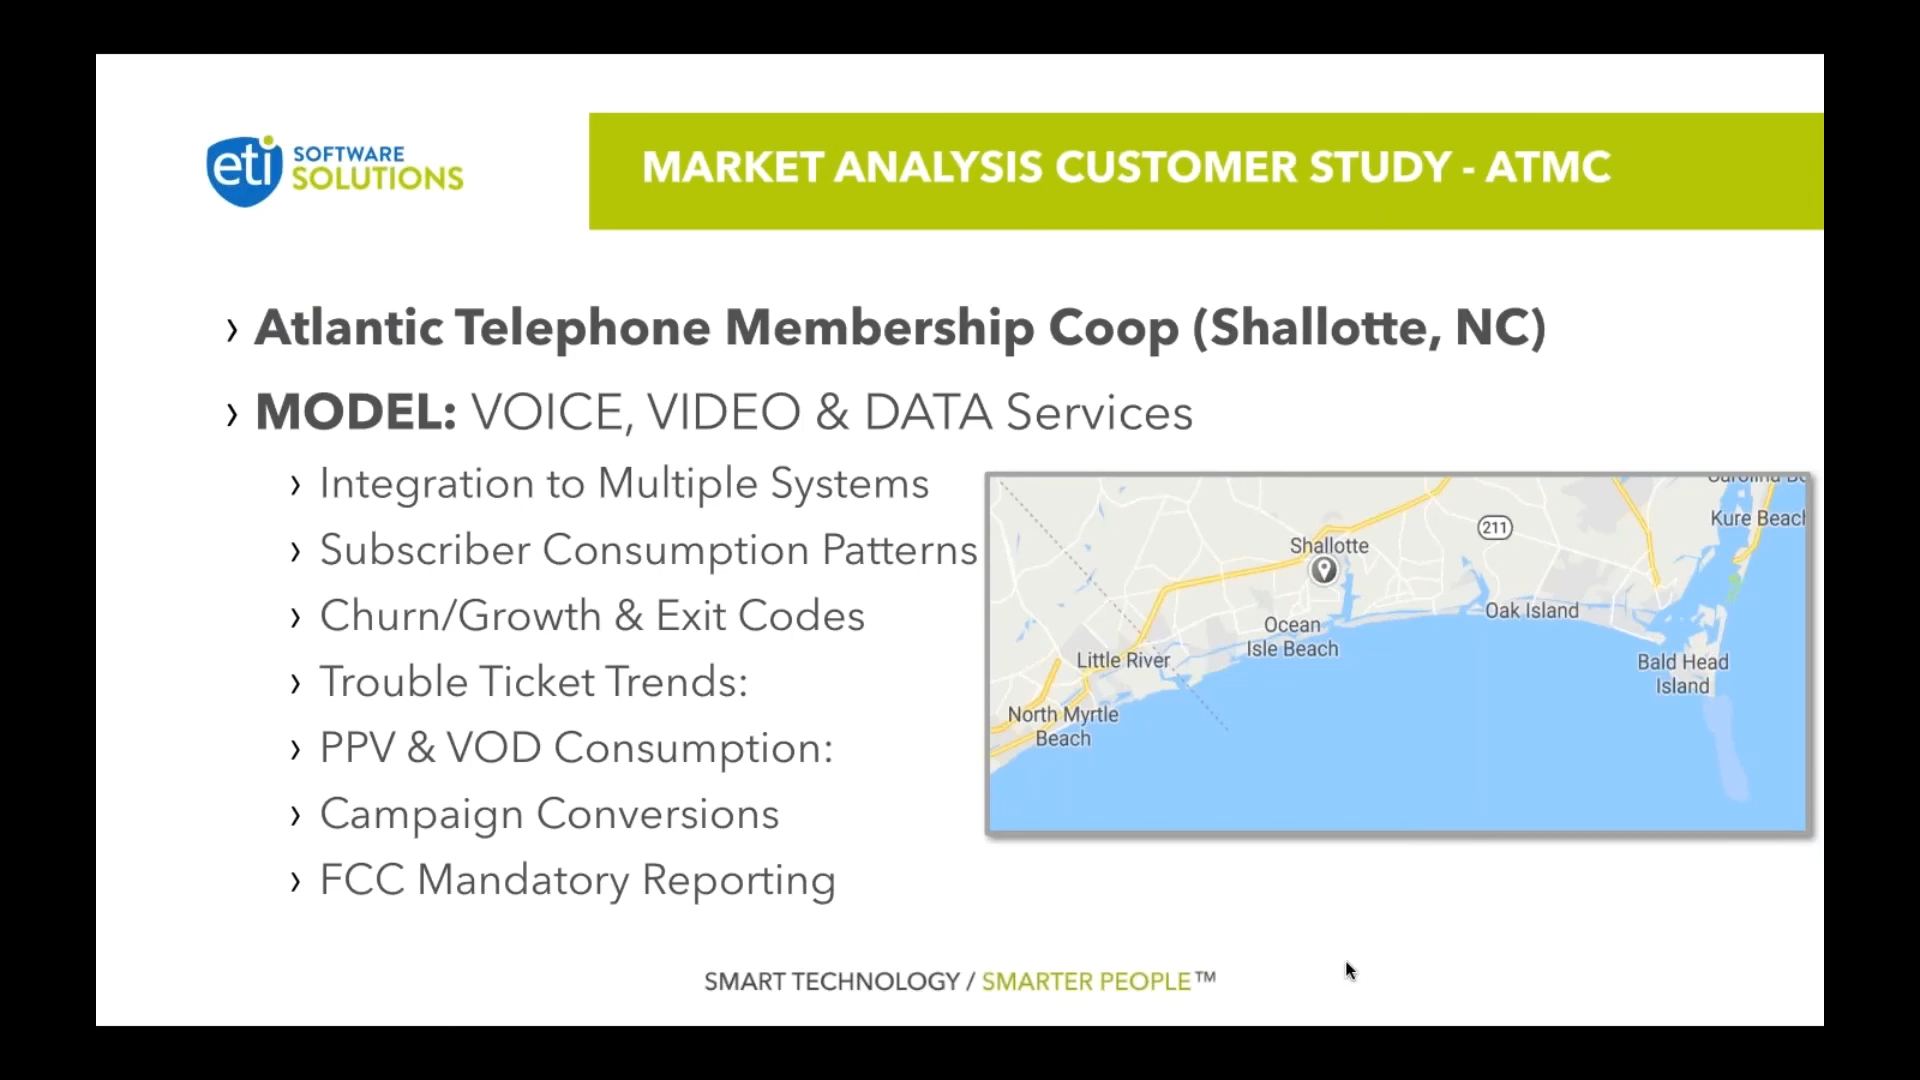 eti SOFTWARE
SOLUTIONS
MARKET ANALYSIS CUSTOMER STUDY - ATMC
› Atlantic Telephone Membership Coop (Shallotte, NC)
› MODEL: VOICE, VIDEO & DATA Services
› Integration to Multiple Systems
› Subscriber Consumption Patterns
› Churn/Growth & Exit Codes
› Trouble Ticket Trends:
› PPV & VOD Consumption:
› Campaign Conversions
› FCC Mandatory Reporting
Kure Beach
211
Shallotte
Oak Island
Ocean
Isle Beach
Little River
Bald Head
Island
North Myrtle
Beach
SMART TECHNOLOGY / SMARTER PEOPLE™